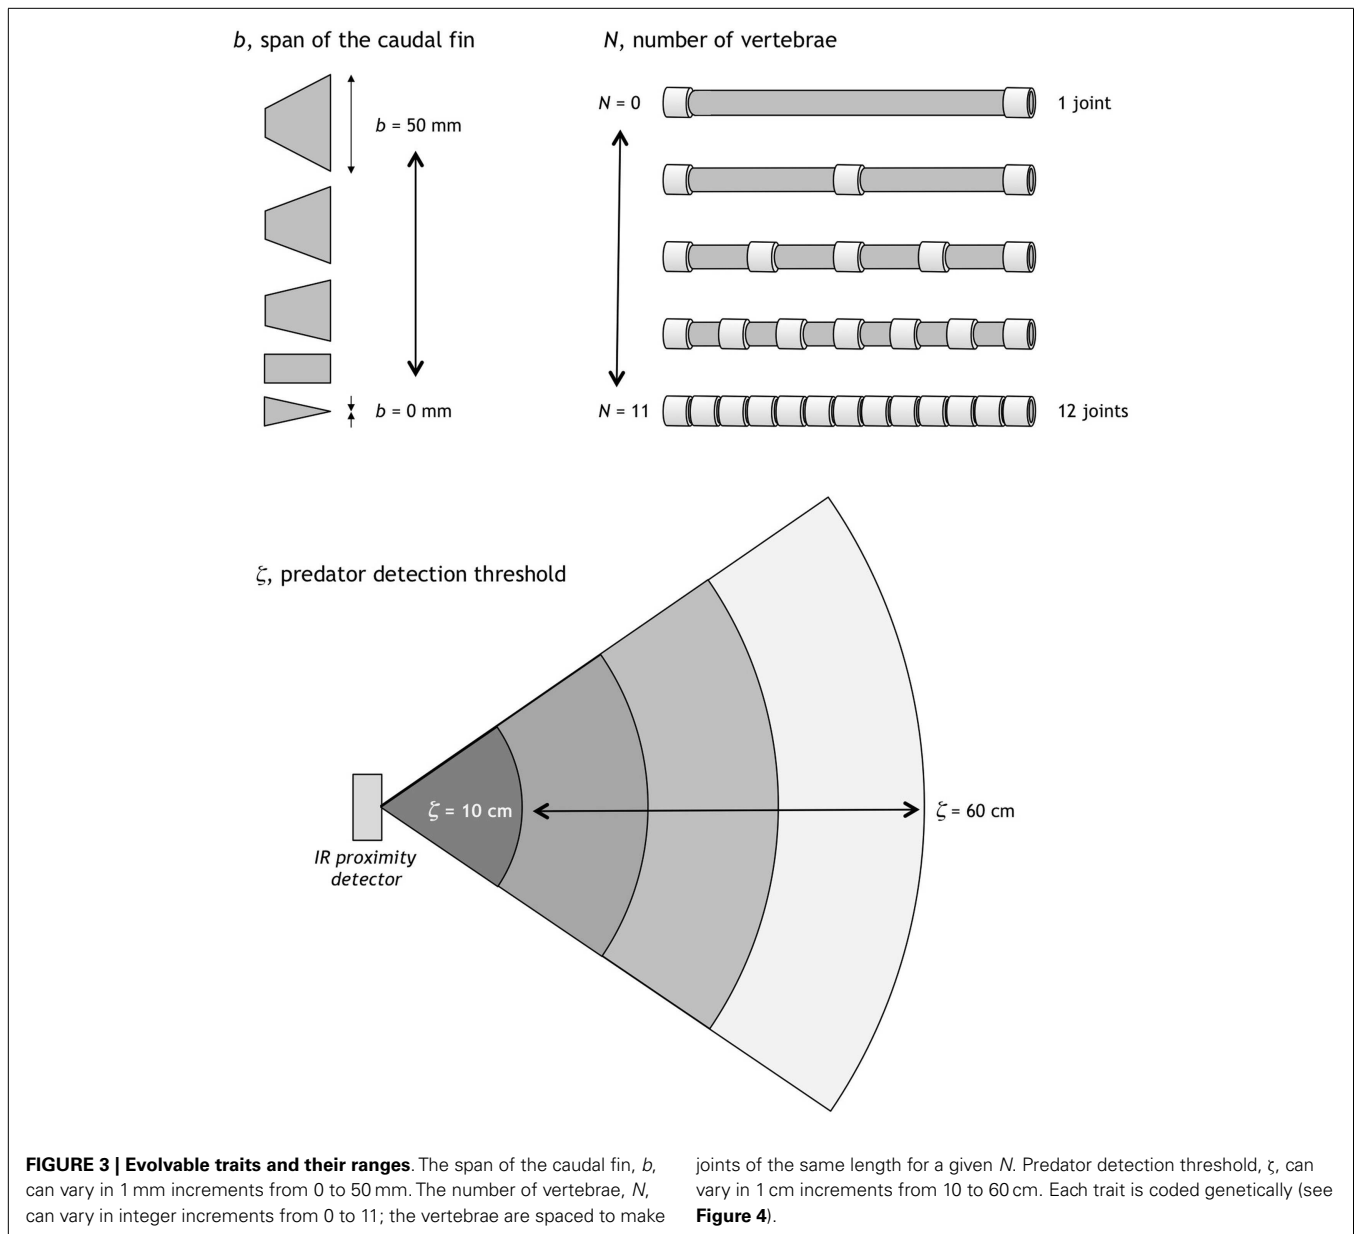 b, span of the caudal fin
N, number of vertebrae
b = 50 mm
b = 0 mm
N = 0
1 joint
N = 11
12 joints
ζ, predator detection threshold
ζ = 10 cm
ζ = 60 cm
IR proximity
detector
FIGURE 3 | Evolvable traits and their ranges. The span of the caudal fin, b,
can vary in 1 mm increments from 0 to 50 mm. The number of vertebrae, N,
can vary in integer increments from 0 to 11; the vertebrae are spaced to make
joints of the same length for a given N. Predator detection threshold, ζ, can
vary in 1 cm increments from 10 to 60 cm. Each trait is coded genetically (see
Figure 4).